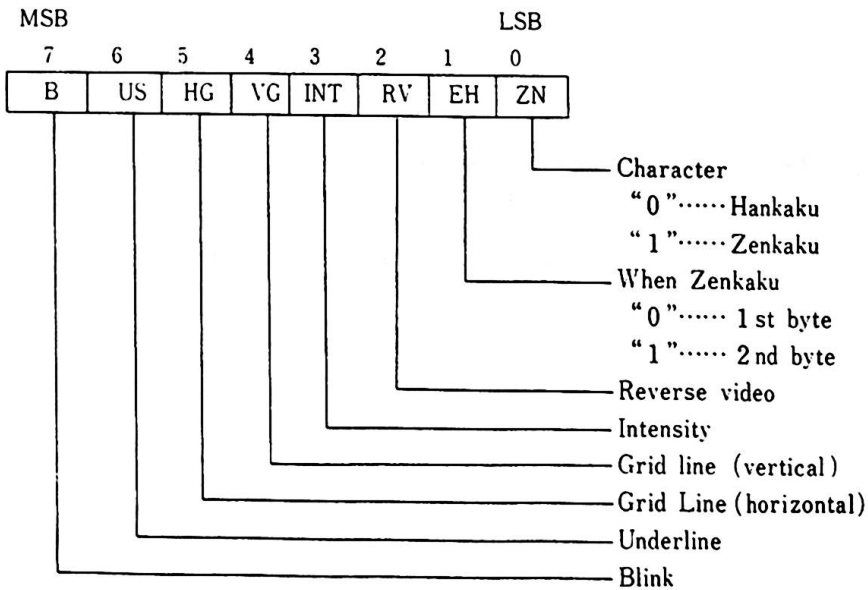 MSB LSB
7 6 5 4 3 2 1 0
B US HG VG INT RV EH ZN
Character
“0”……Hankaku
“1”……Zenkaku
When Zenkaku
“0”…… 1st byte
“1”…… 2nd byte
Reverse video
Intensity
Grid line (vertical)
Grid Line (horizontal)
Underline
Blink